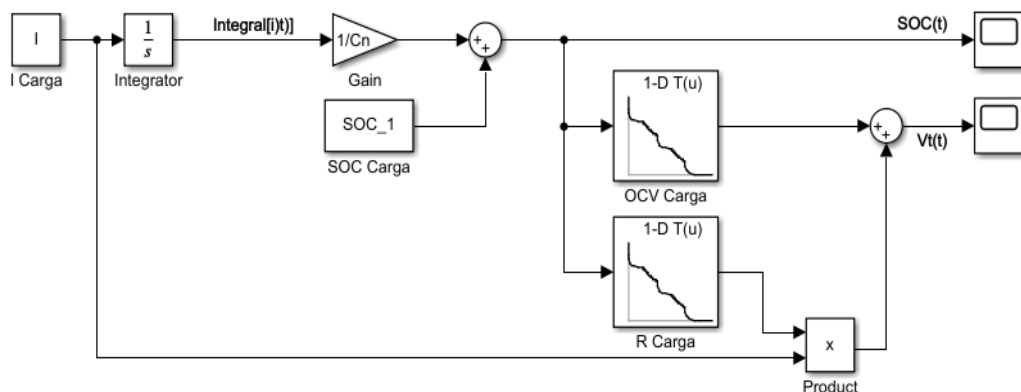 I
I Carga
1
s
Integrator
Integral[i)t)]
1/Cn
Gain
+
+
SOC_1
SOC Carga
SOC(t)
1-D T(u)
OCV Carga
+
+
Vt(t)
1-D T(u)
R Carga
x
Product